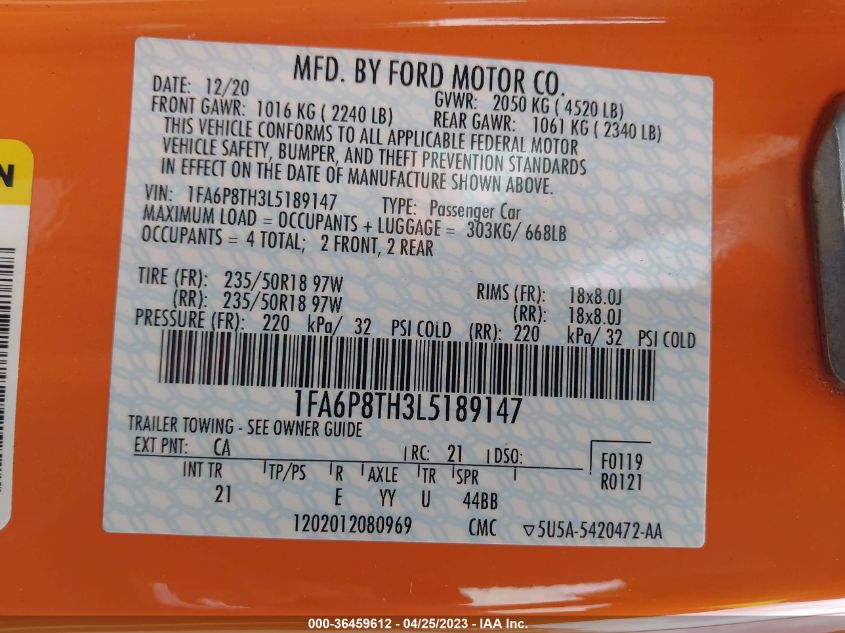 MFD. BY FORD MOTOR CO.
DATE: 12/20 GVWR: 2050 KG ( 4520 LB)
FRONT GAWR: 1016 KG ( 2240 LB) REAR GAWR: 1061 KG ( 2340 LB)
THIS VEHICLE CONFORMS TO ALL APPLICABLE FEDERAL MOTOR
VEHICLE SAFETY, BUMPER, AND THEFT PREVENTION STANDARDS
IN EFFECT ON THE DATE OF MANUFACTURE SHOWN ABOVE.
VIN: 1FA6P8TH3L5189147 TYPE: Passenger Car
MAXIMUM LOAD = OCCUPANTS + LUGGAGE = 303KG/ 668LB
OCCUPANTS = 4 TOTAL; 2 FRONT, 2 REAR
TIRE (FR): 235/50R18 97W RIMS (FR): 18x8.0J
(RR): 235/50R18 97W (RR): 18x8.0J
PRESSURE (FR): 220 kPa/ 32 PSI COLD (RR): 220 kPa/ 32 PSI COLD
1FA6P8TH3L5189147
TRAILER TOWING - SEE OWNER GUIDE
EXT PNT: CA RC: 21 DSO: F0119
INT TR TP/PS R AXLE TR SPR R0121
21 E YY U 44BB
1202012080969 CMC ▽5U5A-5420472-AA
N
000-36459612 - 04/25/2023 - IAA Inc.